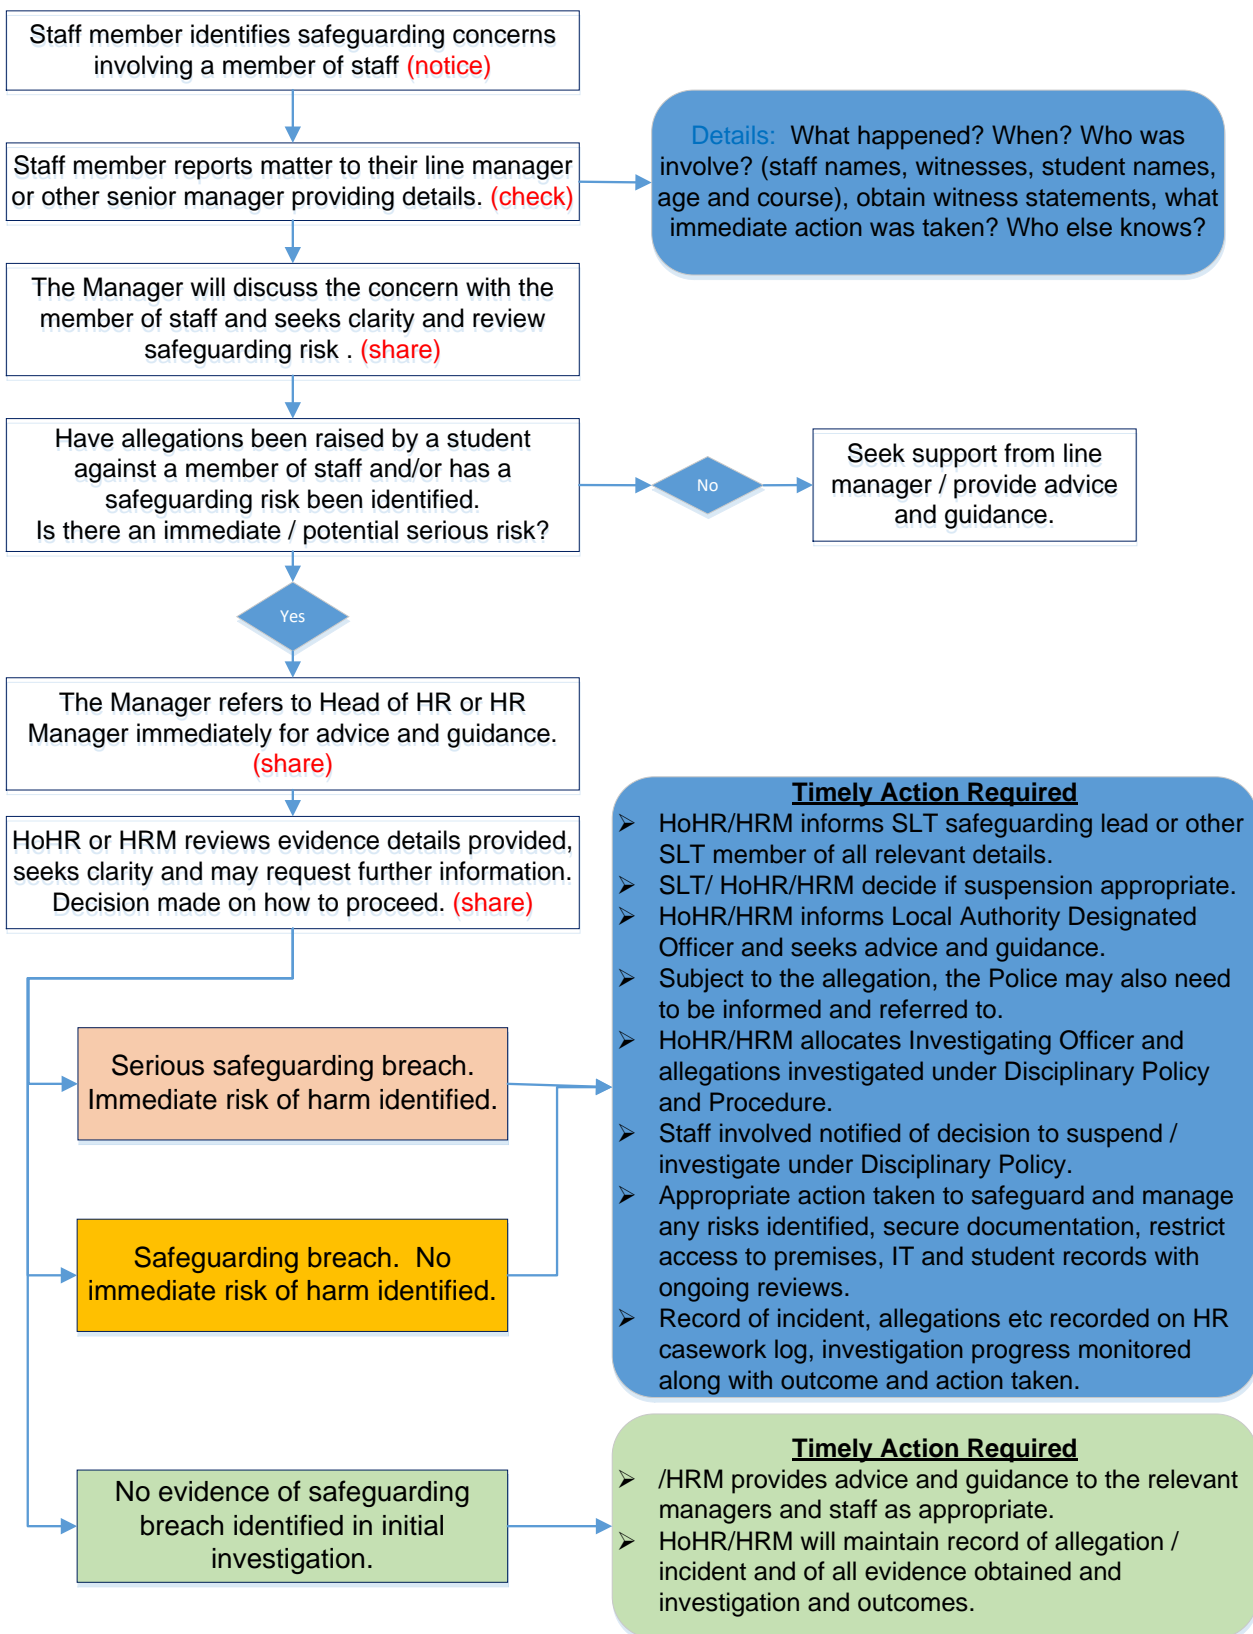 Staff member identifies safeguarding concerns
involving a member of staff (notice)
Staff member reports matter to their line manager
or other senior manager providing details. (check)
Details:  What happened? When? Who was
involve? (staff names, witnesses, student names,
age and course), obtain witness statements, what
immediate action was taken? Who else knows?
The Manager will discuss the concern with the
member of staff and seeks clarity and review
safeguarding risk . (share)
Have allegations been raised by a student
against a member of staff and/or has a
safeguarding risk been identified.
Is there an immediate / potential serious risk?
No
Seek support from line
manager / provide advice
and guidance.
Yes
The Manager refers to Head of HR or HR
Manager immediately for advice and guidance.
(share)
HoHR or HRM reviews evidence details provided,
seeks clarity and may request further information.
Decision made on how to proceed. (share)
Serious safeguarding breach.
Immediate risk of harm identified.
Safeguarding breach.  No
immediate risk of harm identified.
Timely Action Required
➢ HoHR/HRM informs SLT safeguarding lead or other
SLT member of all relevant details.
➢ SLT/ HoHR/HRM decide if suspension appropriate.
➢ HoHR/HRM informs Local Authority Designated
Officer and seeks advice and guidance.
➢ Subject to the allegation, the Police may also need
to be informed and referred to.
➢ HoHR/HRM allocates Investigating Officer and
allegations investigated under Disciplinary Policy
and Procedure.
➢ Staff involved notified of decision to suspend /
investigate under Disciplinary Policy.
➢ Appropriate action taken to safeguard and manage
any risks identified, secure documentation, restrict
access to premises, IT and student records with
ongoing reviews.
➢ Record of incident, allegations etc recorded on HR
casework log, investigation progress monitored
along with outcome and action taken.
No evidence of safeguarding
breach identified in initial
investigation.
Timely Action Required
➢ /HRM provides advice and guidance to the relevant
managers and staff as appropriate.
➢ HoHR/HRM will maintain record of allegation /
incident and of all evidence obtained and
investigation and outcomes.